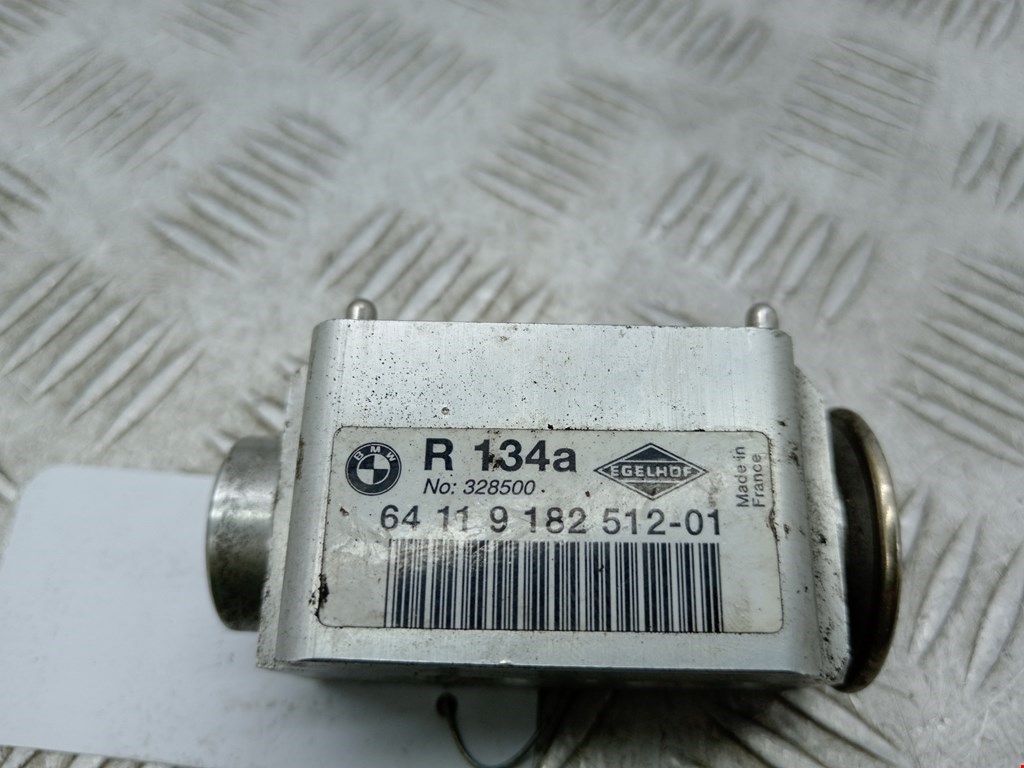 BMW
R 134a
EGELHOF
No: 328500
64 11 9 182 512-01
Made in
France